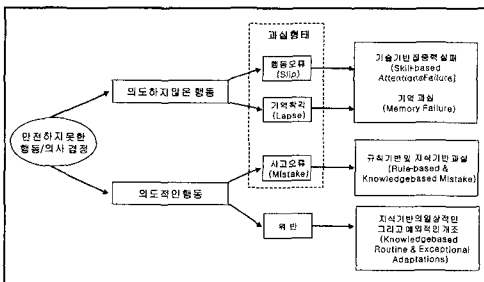 과실형태
행동오류
(Slip)
기술기반집중력실패
(Skill-based
AttentionsFailure)
기억과실
(Memory Failure)
의도하지않은행동
기억착각
(Lapse)
안전하지못한
행동/의사결정
사고오류
(Mistake)
규칙기반및지식기반과실
(Rule-based &
Knowledgebased Mistake)
의도적인행동
위반
지식기반의일상적인
그리고예외적인개조
(Knowledgebased
Routine & Exceptional
Adaptations)